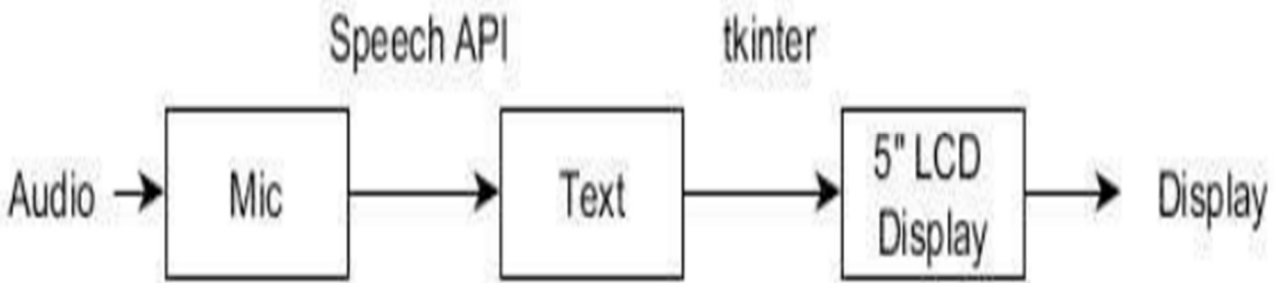 Speech API
tkinter
Audio
Mic
Text
5" LCD
Display
Display